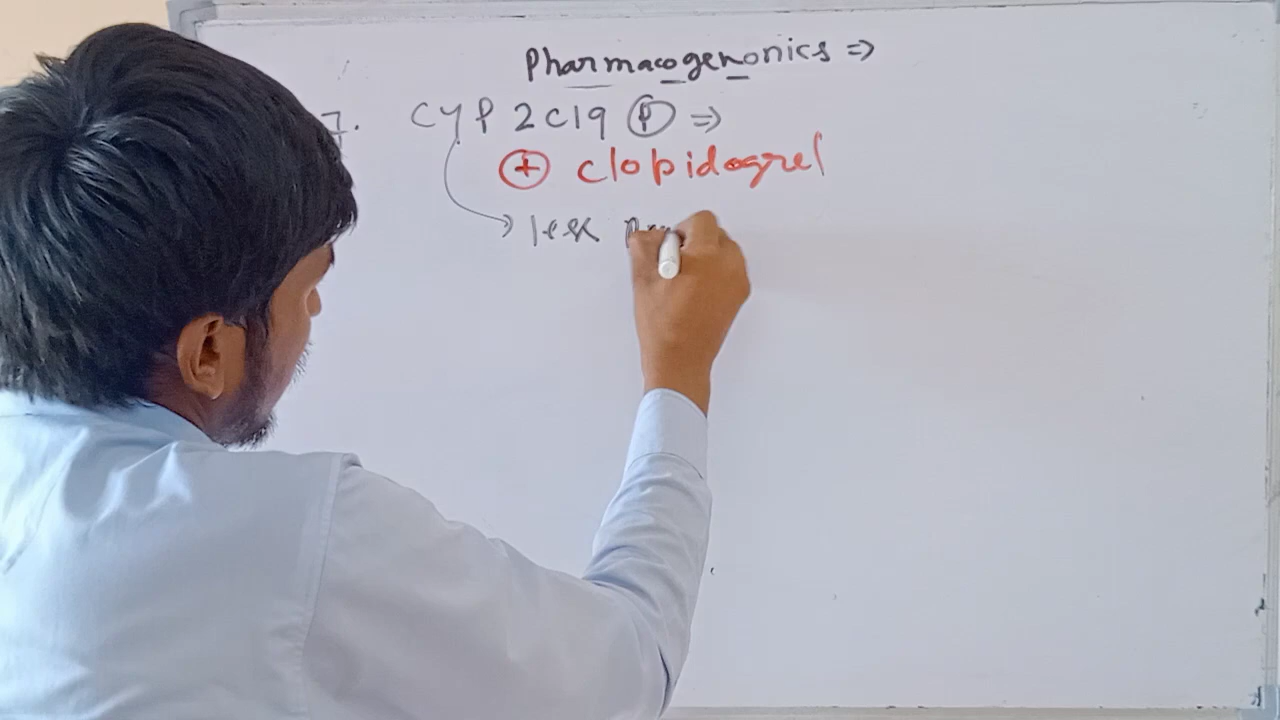 Pharmacogenonics ⇒
7. CYP 2C19 Ⓟ ⇒
⊕ clopidogrel
→ less